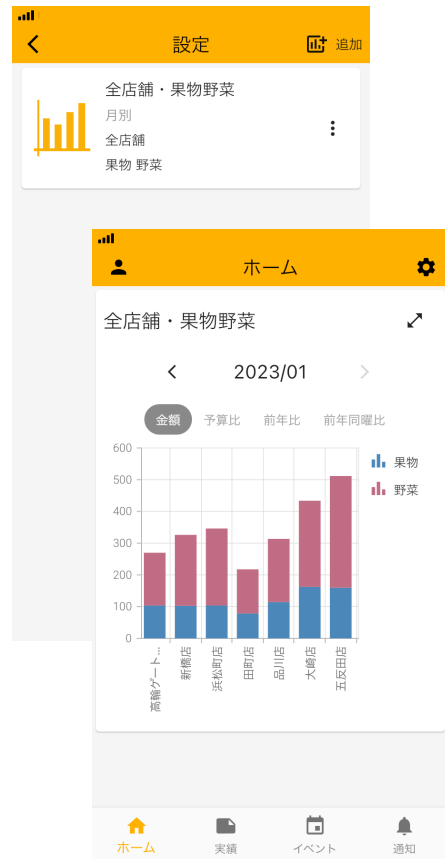 設定
追加
全店舗・果物野菜
月別
全店舗
果物 野菜
ホーム
全店舗・果物野菜
2023/01
金額 予算比 前年比 前年同曜比
600
500
400
300
200
100
0
果物
野菜
高輪ゲート…
新橋店
浜松町店
田町店
品川店
大崎店
五反田店
ホーム 実績 イベント 通知